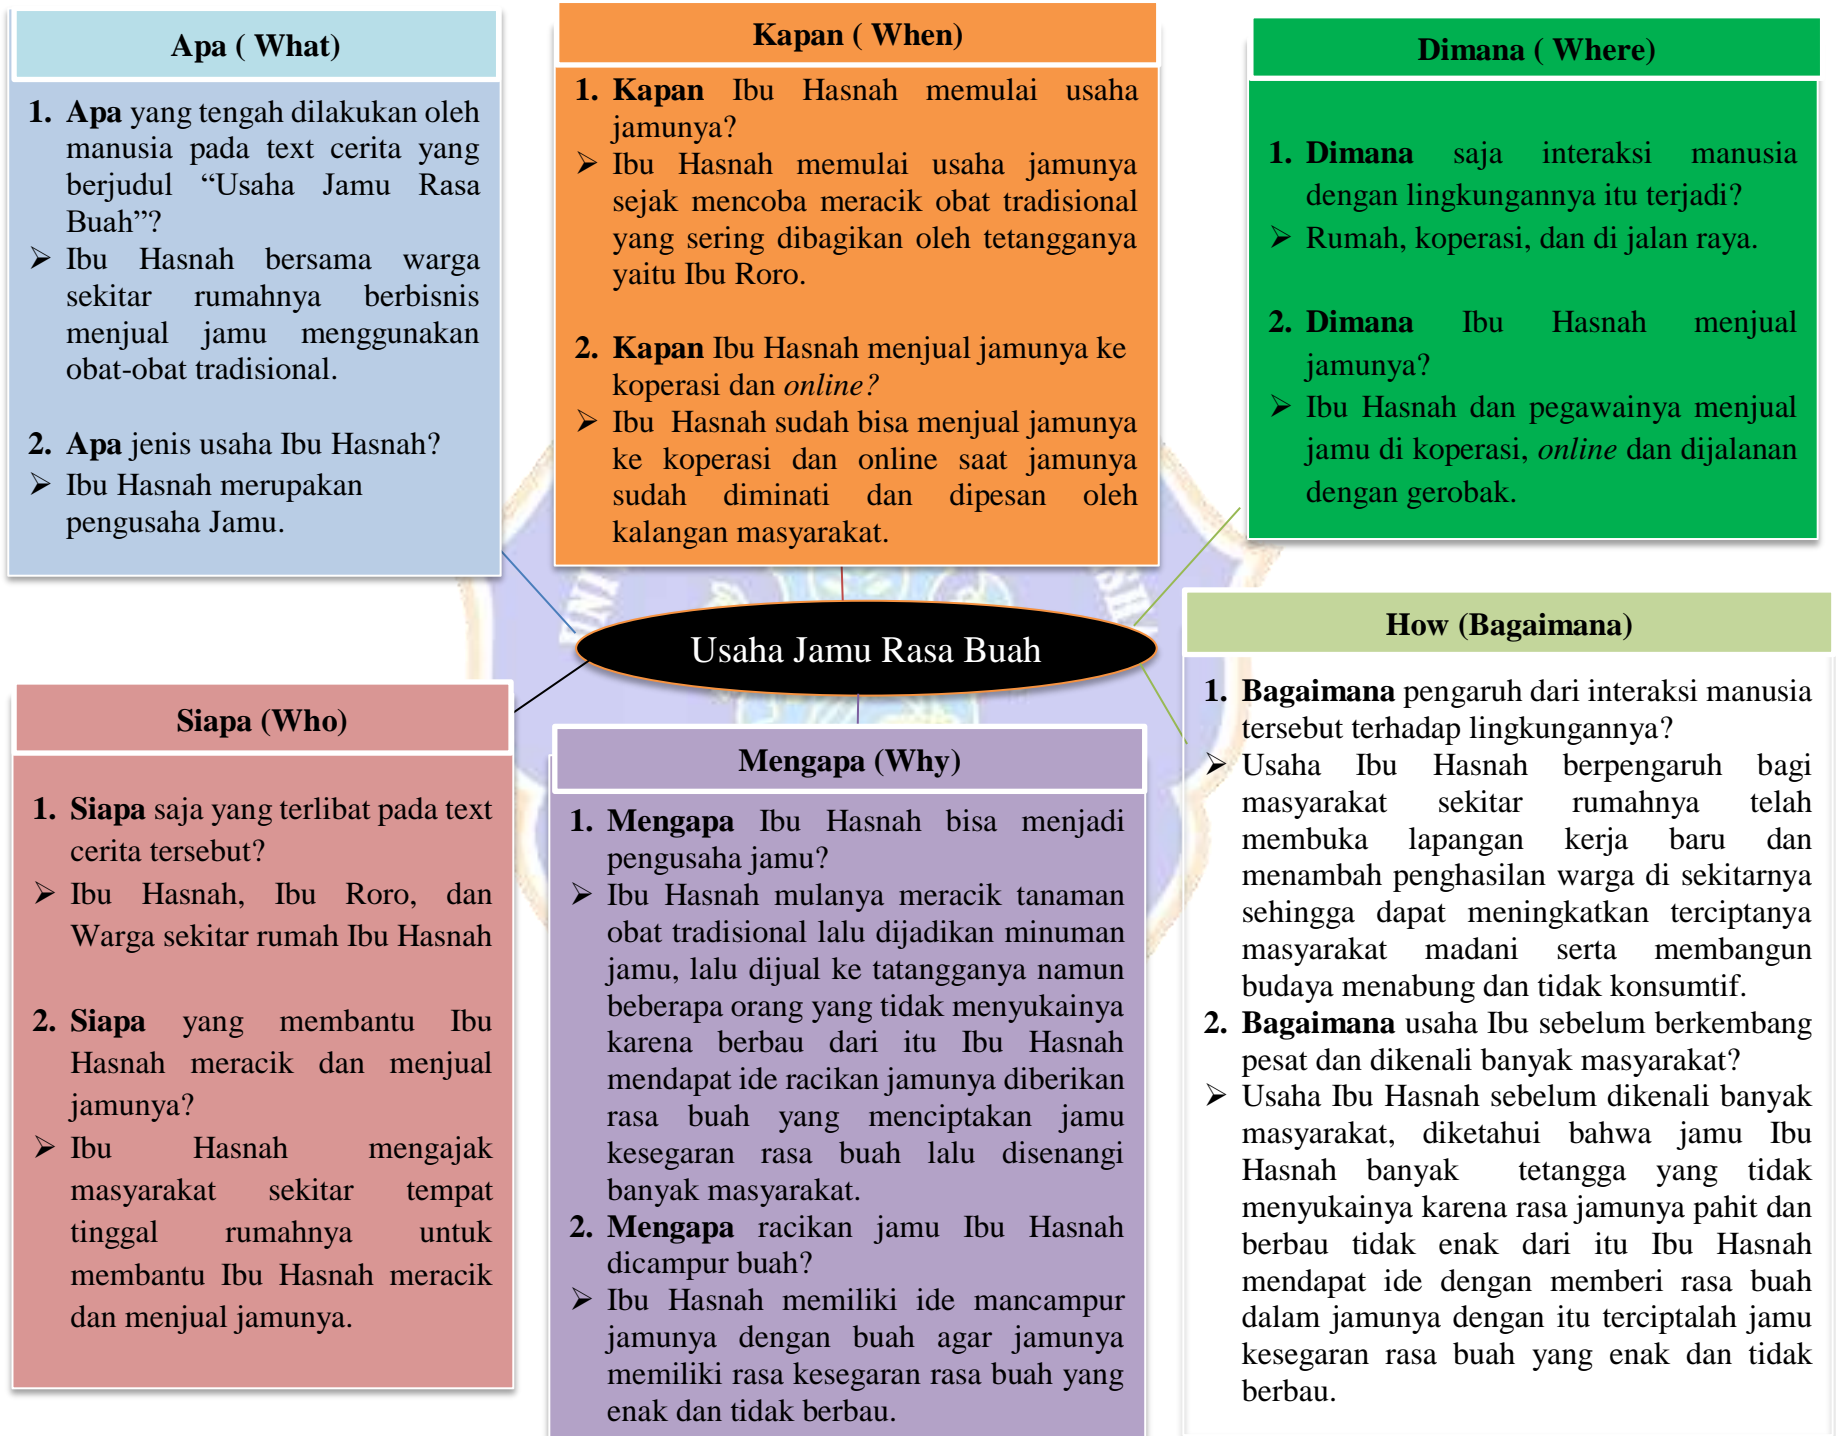 Apa ( What)
1. Apa yang tengah dilakukan oleh
manusia pada text cerita yang
berjudul “Usaha Jamu Rasa
Buah”?
➢ Ibu Hasnah bersama warga
sekitar rumahnya berbisnis
menjual jamu menggunakan
obat-obat tradisional.
2. Apa jenis usaha Ibu Hasnah?
➢ Ibu Hasnah merupakan
pengusaha Jamu.
Kapan ( When)
1. Kapan Ibu Hasnah memulai usaha
jamunya?
➢ Ibu Hasnah memulai usaha jamunya
sejak mencoba meracik obat tradisional
yang sering dibagikan oleh tetangganya
yaitu Ibu Roro.
2. Kapan Ibu Hasnah menjual jamunya ke
koperasi dan online?
➢ Ibu Hasnah sudah bisa menjual jamunya
ke koperasi dan online saat jamunya
sudah diminati dan dipesan oleh
kalangan masyarakat.
Dimana ( Where)
1. Dimana saja interaksi manusia
dengan lingkungannya itu terjadi?
➢ Rumah, koperasi, dan di jalan raya.
2. Dimana Ibu Hasnah menjual
jamunya?
➢ Ibu Hasnah dan pegawainya menjual
jamu di koperasi, online dan dijalanan
dengan gerobak.
Usaha Jamu Rasa Buah
Siapa (Who)
1. Siapa saja yang terlibat pada text
cerita tersebut?
➢ Ibu Hasnah, Ibu Roro, dan
Warga sekitar rumah Ibu Hasnah
2. Siapa yang membantu Ibu
Hasnah meracik dan menjual
jamunya?
➢ Ibu Hasnah mengajak
masyarakat sekitar tempat
tinggal rumahnya untuk
membantu Ibu Hasnah meracik
dan menjual jamunya.
Mengapa (Why)
1. Mengapa Ibu Hasnah bisa menjadi
pengusaha jamu?
➢ Ibu Hasnah mulanya meracik tanaman
obat tradisional lalu dijadikan minuman
jamu, lalu dijual ke tatangganya namun
beberapa orang yang tidak menyukainya
karena berbau dari itu Ibu Hasnah
mendapat ide racikan jamunya diberikan
rasa buah yang menciptakan jamu
kesegaran rasa buah lalu disenangi
banyak masyarakat.
2. Mengapa racikan jamu Ibu Hasnah
dicampur buah?
➢ Ibu Hasnah memiliki ide mancampur
jamunya dengan buah agar jamunya
memiliki rasa kesegaran rasa buah yang
enak dan tidak berbau.
How (Bagaimana)
1. Bagaimana pengaruh dari interaksi manusia
tersebut terhadap lingkungannya?
➢ Usaha Ibu Hasnah berpengaruh bagi
masyarakat sekitar rumahnya telah
membuka lapangan kerja baru dan
menambah penghasilan warga di sekitarnya
sehingga dapat meningkatkan terciptanya
masyarakat madani serta membangun
budaya menabung dan tidak konsumtif.
2. Bagaimana usaha Ibu sebelum berkembang
pesat dan dikenali banyak masyarakat?
➢ Usaha Ibu Hasnah sebelum dikenali banyak
masyarakat, diketahui bahwa jamu Ibu
Hasnah banyak tetangga yang tidak
menyukainya karena rasa jamunya pahit dan
berbau tidak enak dari itu Ibu Hasnah
mendapat ide dengan memberi rasa buah
dalam jamunya dengan itu terciptalah jamu
kesegaran rasa buah yang enak dan tidak
berbau.